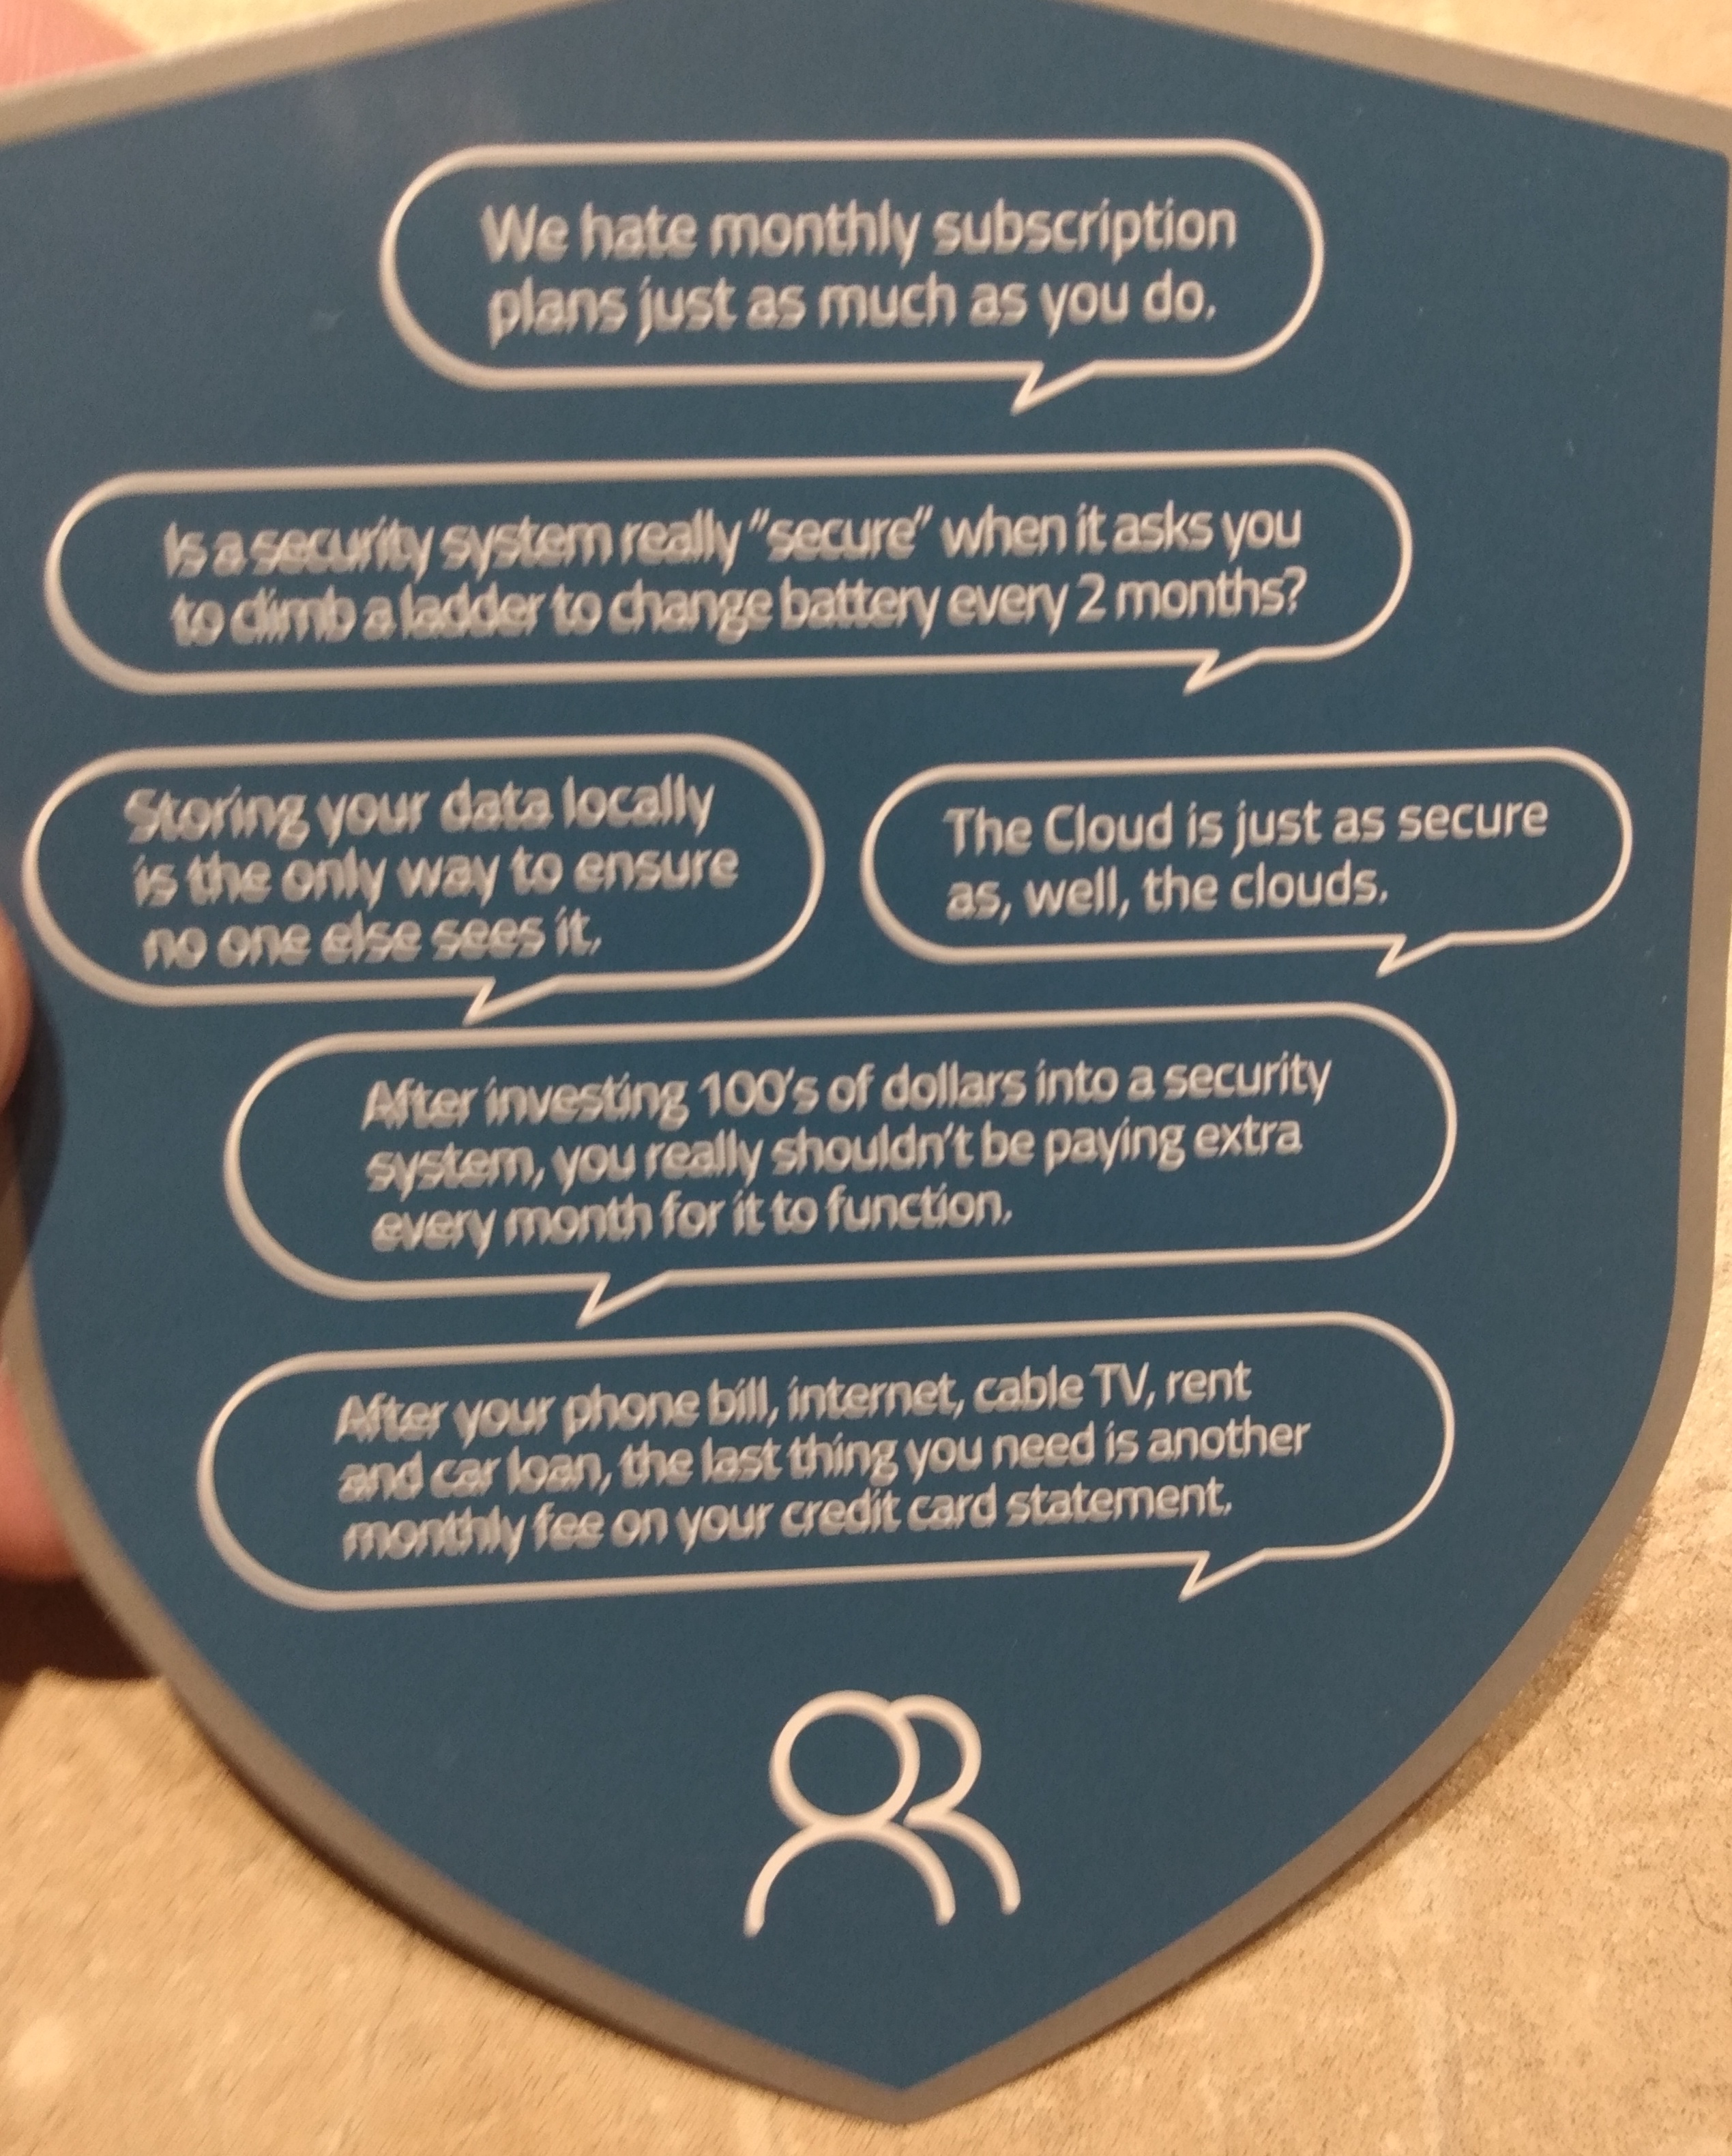 We hate monthly subscription
plans just as much as you do.
Is a security system really "secure" when it asks you
to climb a ladder to change battery every 2 months?
Storing your data locally
is the only way to ensure
no one else sees it.
The Cloud is just as secure
as, well, the clouds.
After investing 100's of dollars into a security
system, you really shouldn't be paying extra
every month for it to function.
After your phone bill, internet, cable TV, rent
and car loan, the last thing you need is another
monthly fee on your credit card statement.